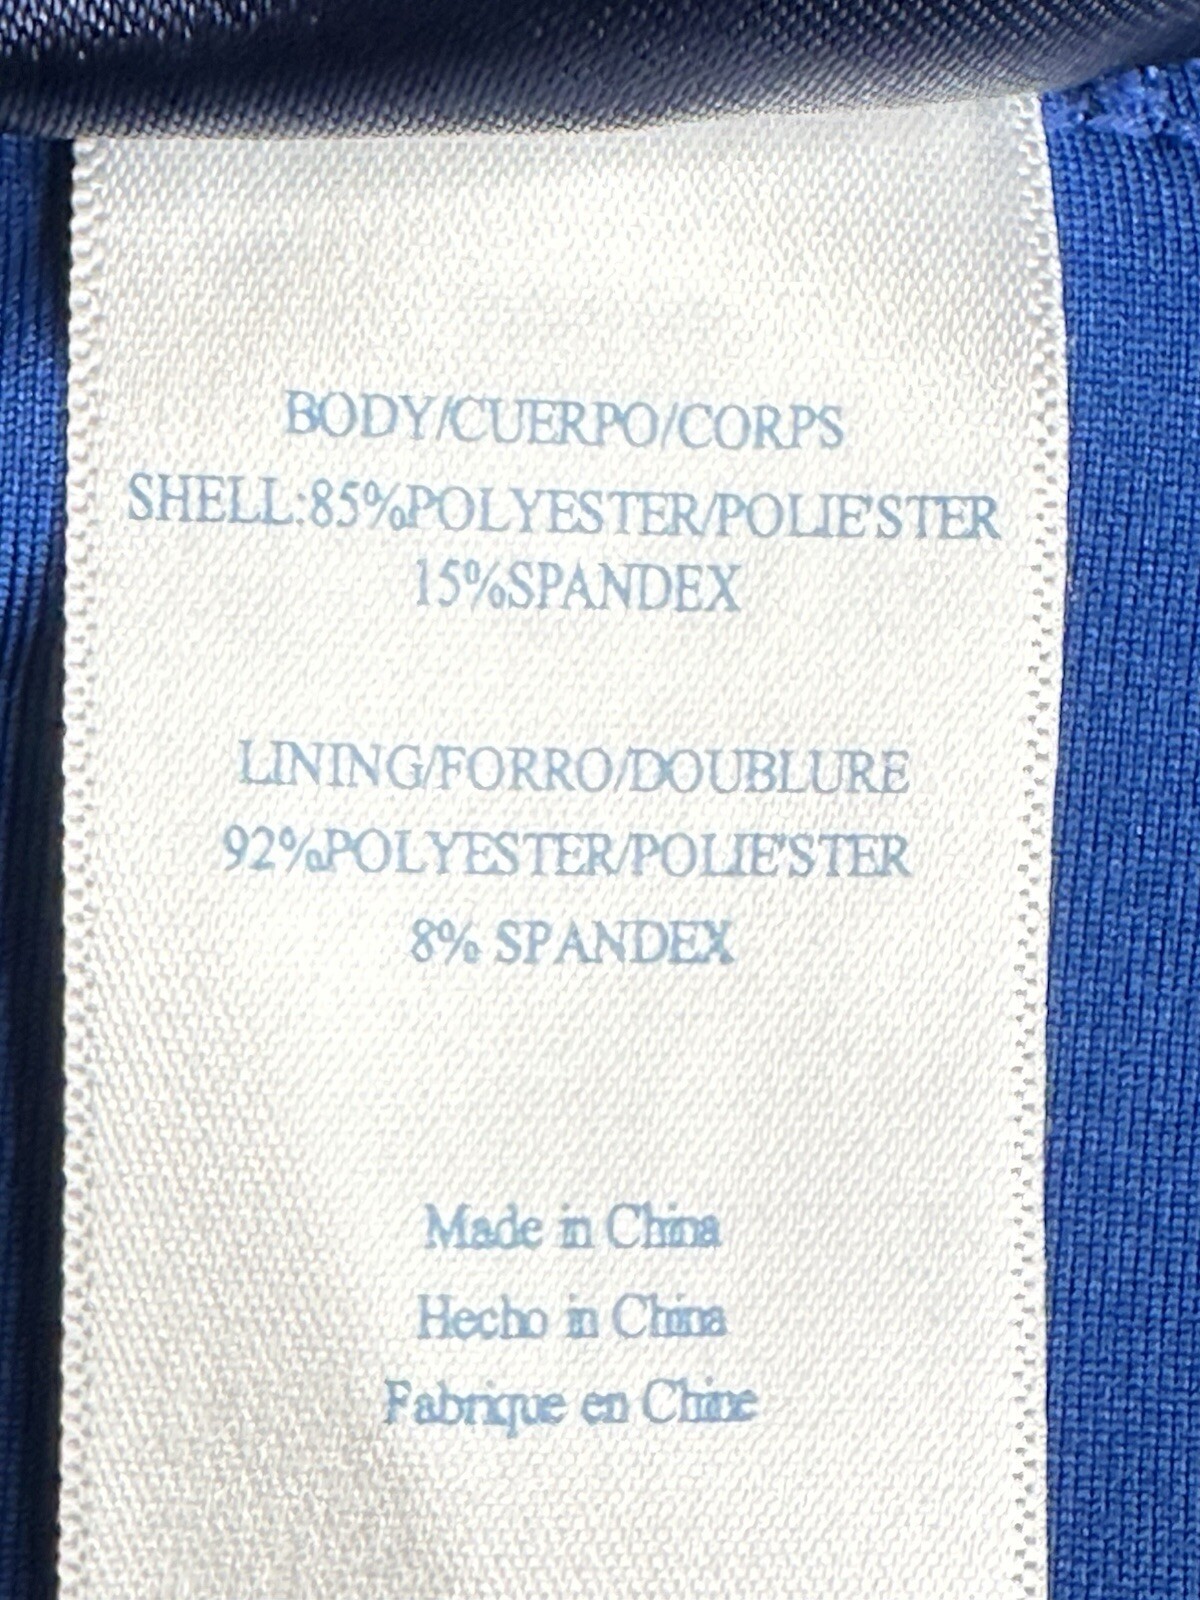 BODY/CUERPO/CORPS
SHELL:85%POLYESTER/POLIE'STER
15%SPANDEX
LINING/FORRO/DOUBLURE
92%POLYESTER/POLIE'STER
8% SPANDEX
Made in China
Hecho in China
Fabrique en Chine